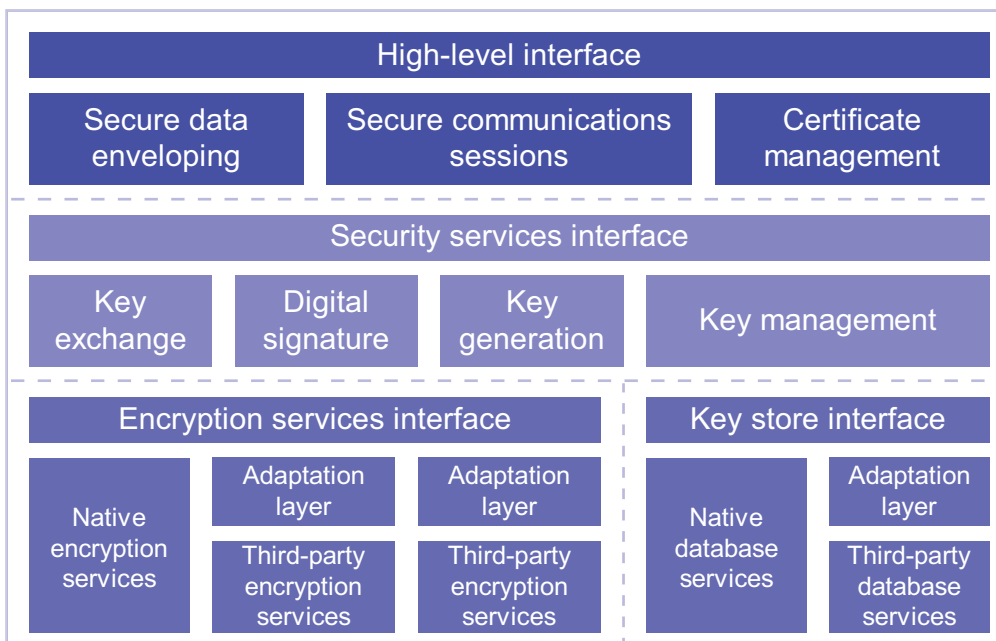 High-level interface
Secure data
enveloping
Secure communications
sessions
Certificate
management
Security services interface
Key
exchange
Digital
signature
Key
generation
Key management
Encryption services interface
Key store interface
Native
encryption
services
Adaptation
layer
Third-party
encryption
services
Adaptation
layer
Third-party
encryption
services
Native
database
services
Adaptation
layer
Third-party
database
services